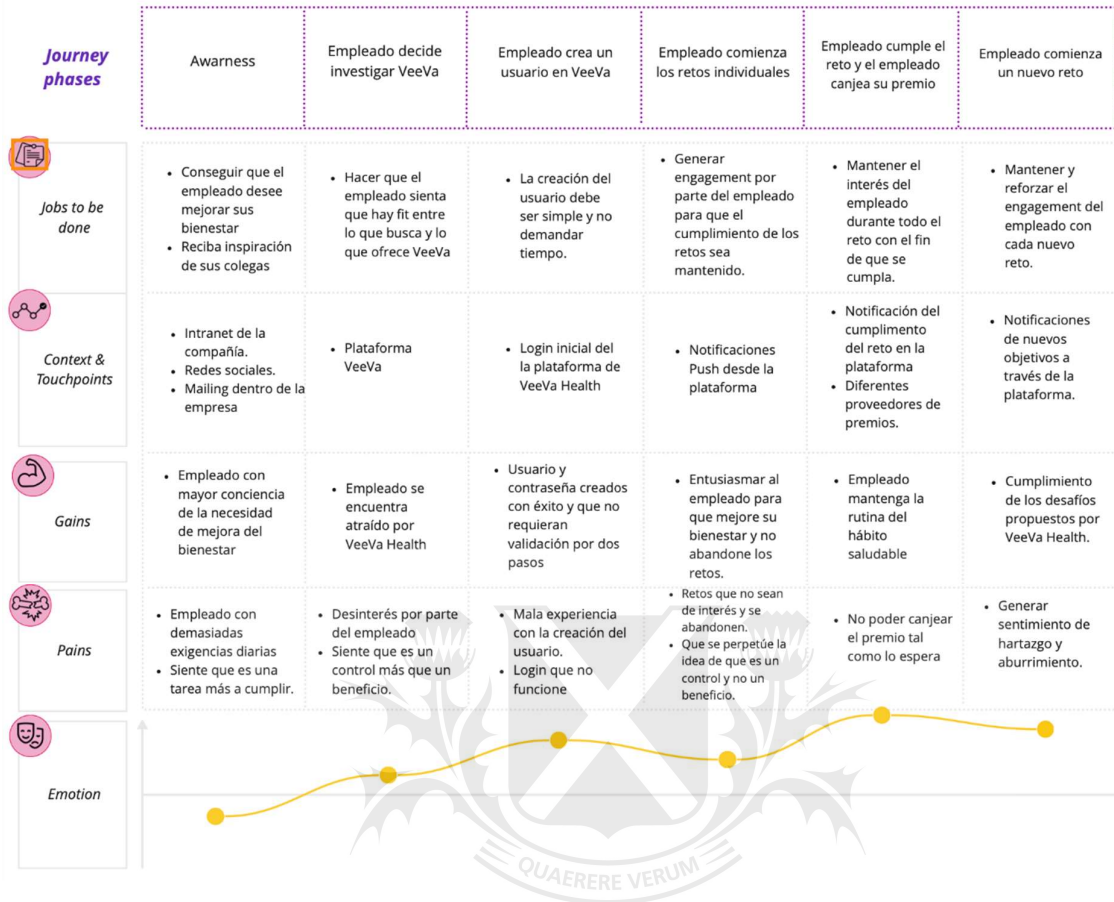 Journey
phases
Awarness
Empleado decide
investigar VeeVa
Empleado crea un
usuario en VeeVa
Empleado comienza
los retos individuales
Empleado cumple el
reto y el empleado
canjea su premio
Empleado comienza
un nuevo reto
Jobs to be
done
• Conseguir que el
empleado desee
mejorar sus
bienestar
• Reciba inspiración
de sus colegas
• Hacer que el
empleado sienta
que hay fit entre
lo que busca y lo
que ofrece VeeVa
• La creación del
usuario debe
ser simple y no
demandar
tiempo.
• Generar
engagement por
parte del empleado
para que el
cumplimiento de los
retos sea
mantenido.
• Mantener el
interés del
empleado
durante todo el
reto con el fin
de que se
cumpla.
• Mantener y
reforzar el
engagement del
empleado con
cada nuevo
reto.
Context &
Touchpoints
• Intranet de la
compañía.
• Redes sociales.
• Mailing dentro de la
empresa
• Plataforma
VeeVa
• Login inicial del
la plataforma de
VeeVa Health
• Notificaciones
Push desde la
plataforma
• Notificación del
cumplimento
del reto en la
plataforma
• Diferentes
proveedores de
premios.
• Notificaciones
de nuevos
objetivos a
través de la
plataforma.
Gains
• Empleado con
mayor conciencia
de la necesidad
de mejora del
bienestar
• Empleado se
encuentra
atraído por
VeeVa Health
• Usuario y
contraseña creados
con éxito y que no
requieran
validación por dos
pasos
• Entusiasmar al
empleado para
que mejore su
bienestar y no
abandone los
retos.
• Empleado
mantenga la
rutina del
hábito
saludable
• Cumplimiento
de los desafíos
propuestos por
VeeVa Health.
Pains
• Empleado con
demasiadas
exigencias diarias
• Siente que es una
tarea más a cumplir.
• Desinterés por parte
del empleado
• Siente que es un
control más que un
beneficio.
• Mala experiencia
con la creación del
usuario.
• Login que no
funcione
• Retos que no sean
de interés y se
abandonen.
• Que se perpetúe la
idea de que es un
control y no un
beneficio.
• No poder canjear
el premio tal
como lo espera
• Generar
sentimiento de
hartazgo y
aburrimiento.
Emotion
QUAERERE VERUM